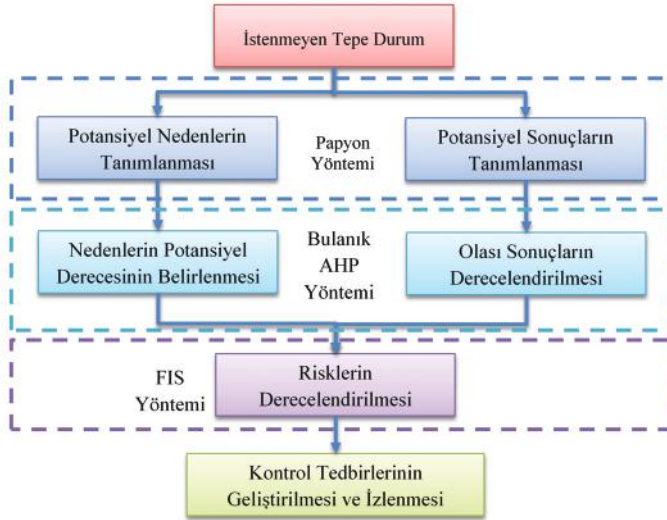 İstenmeyen Tepe Durum
Potansiyel Nedenlerin
Tanımlanması
Papyon
Yöntemi
Potansiyel Sonuçların
Tanımlanması
Nedenlerin Potansiyel
Derecesinin Belirlenmesi
Bulanık
AHP
Yöntemi
Olası Sonuçların
Derecelendirilmesi
FIS
Yöntemi
Risklerin
Derecelendirilmesi
Kontrol Tedbirlerinin
Geliştirilmesi ve İzlenmesi